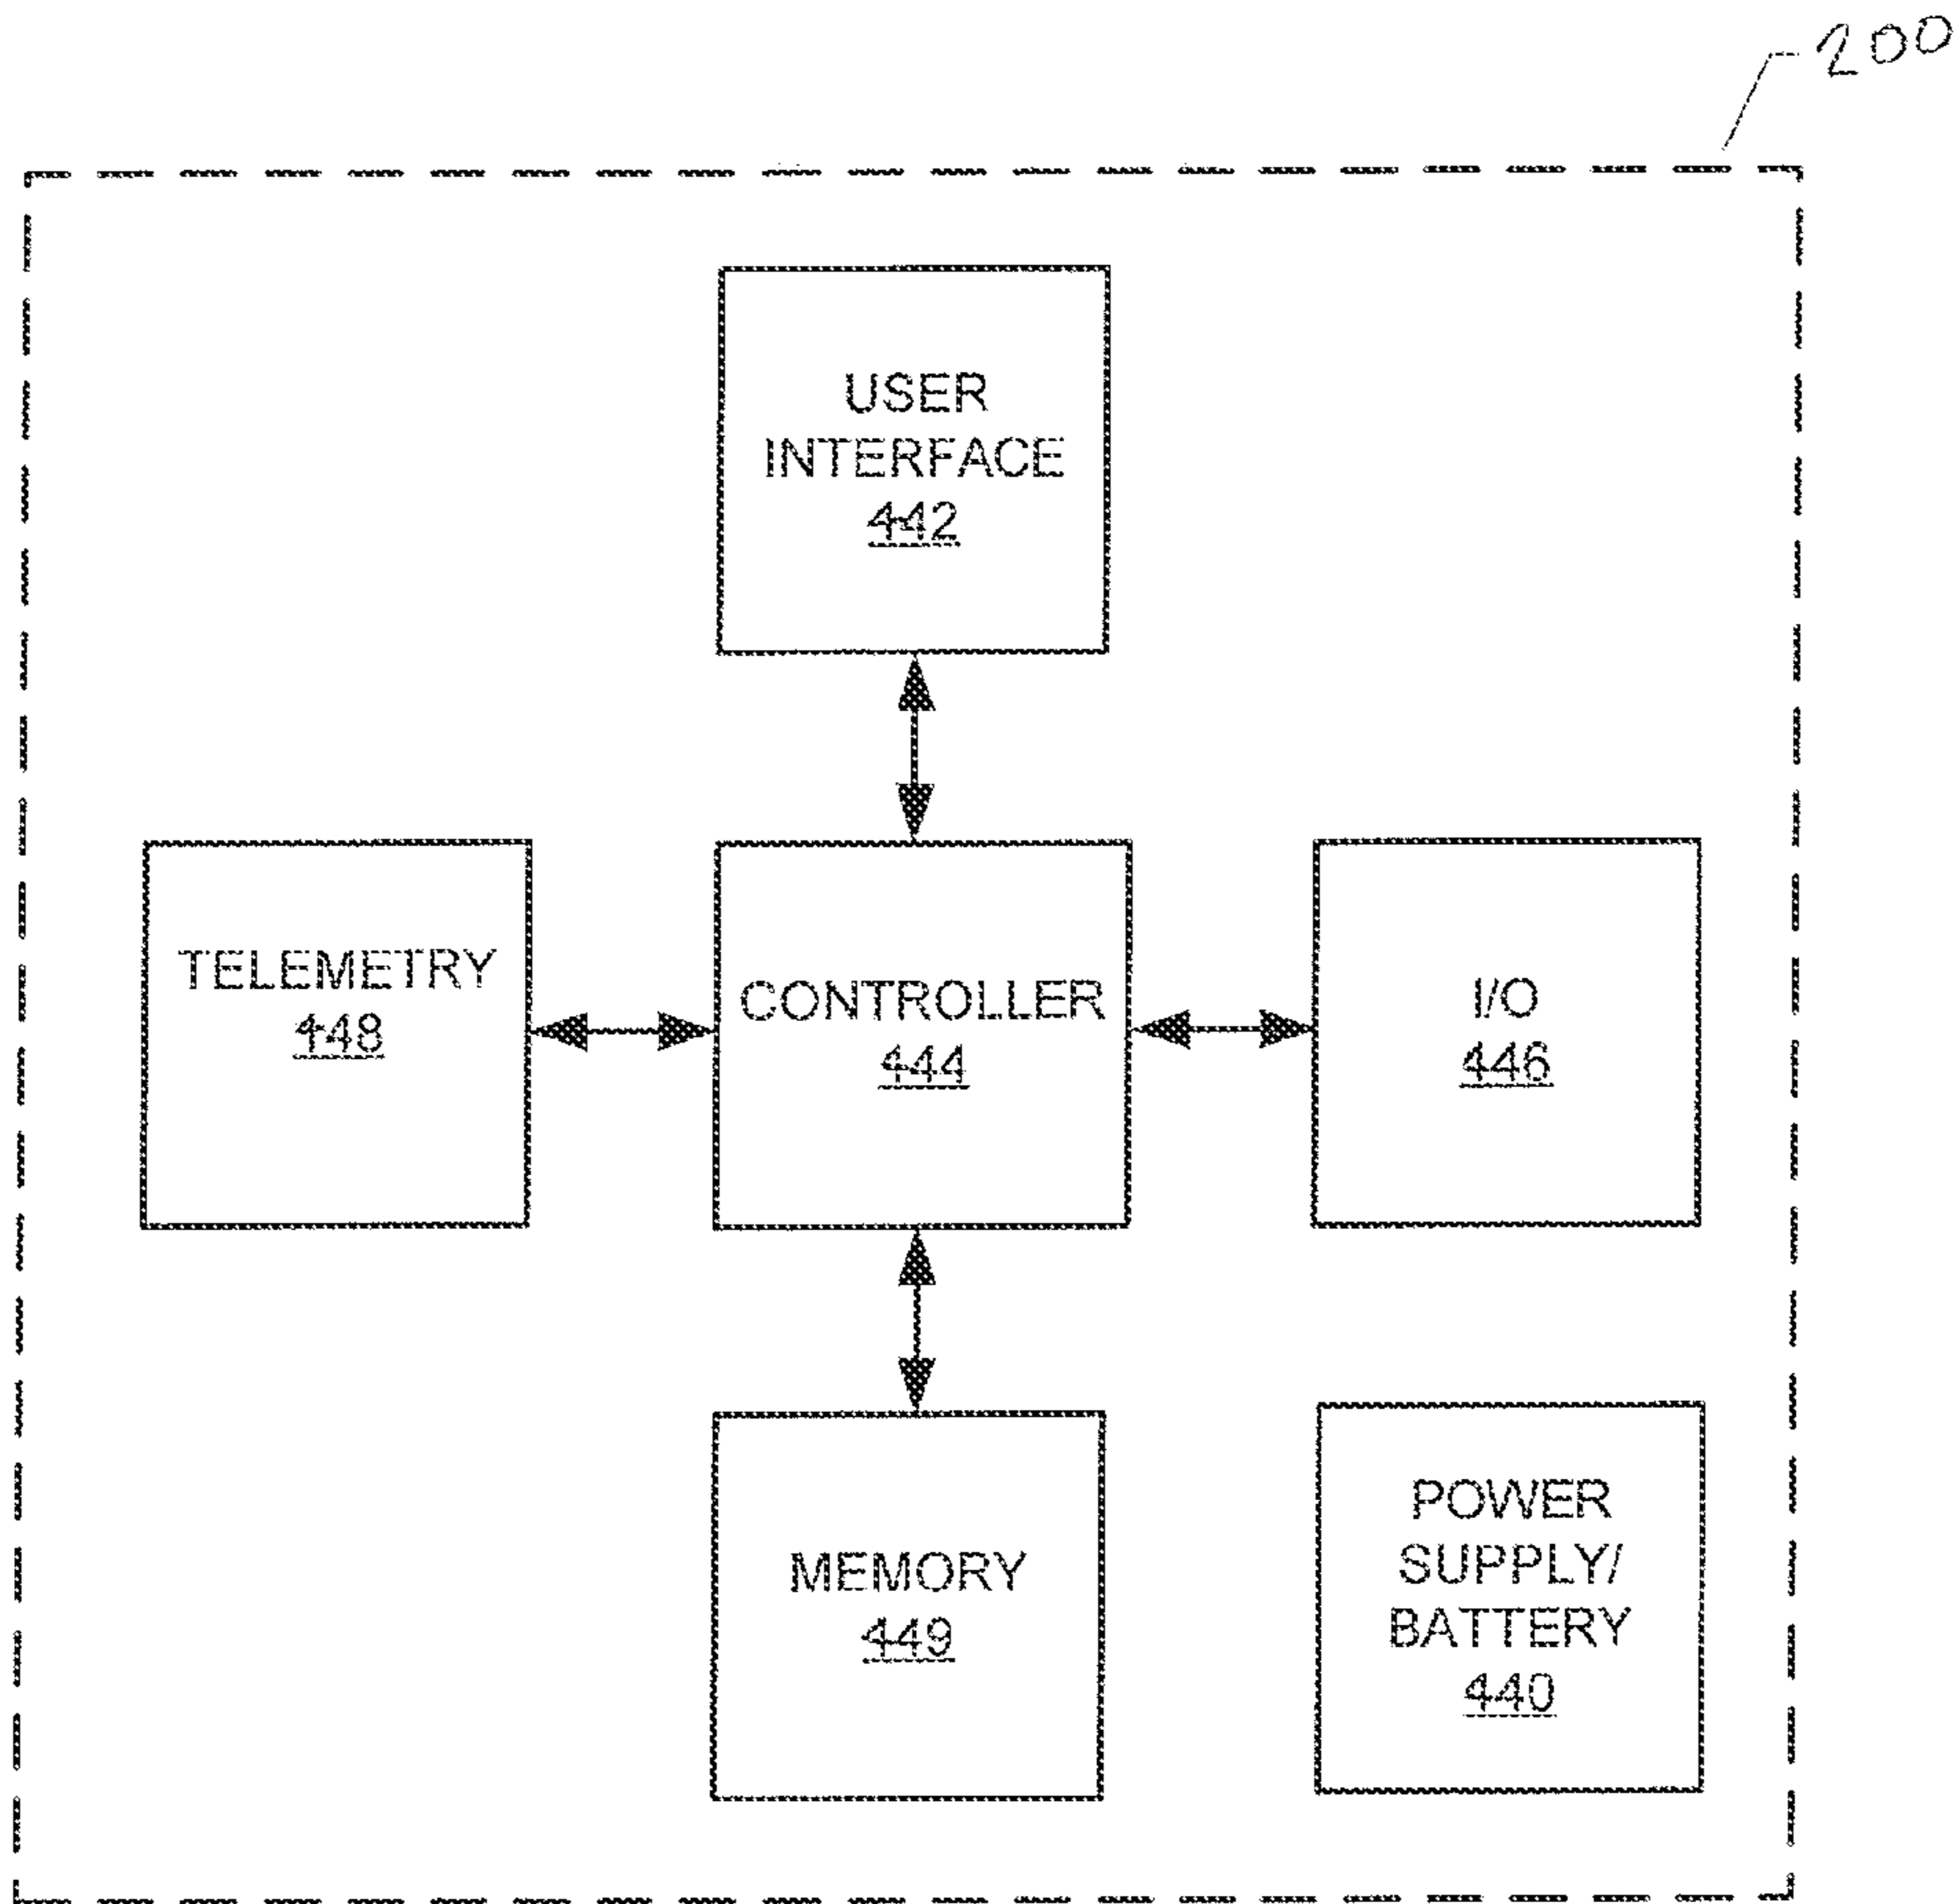 200
USER
INTERFACE
442
TELEMETRY
448
CONTROLLER
444
I/O
446
MEMORY
449
POWER
SUPPLY/
BATTERY
440